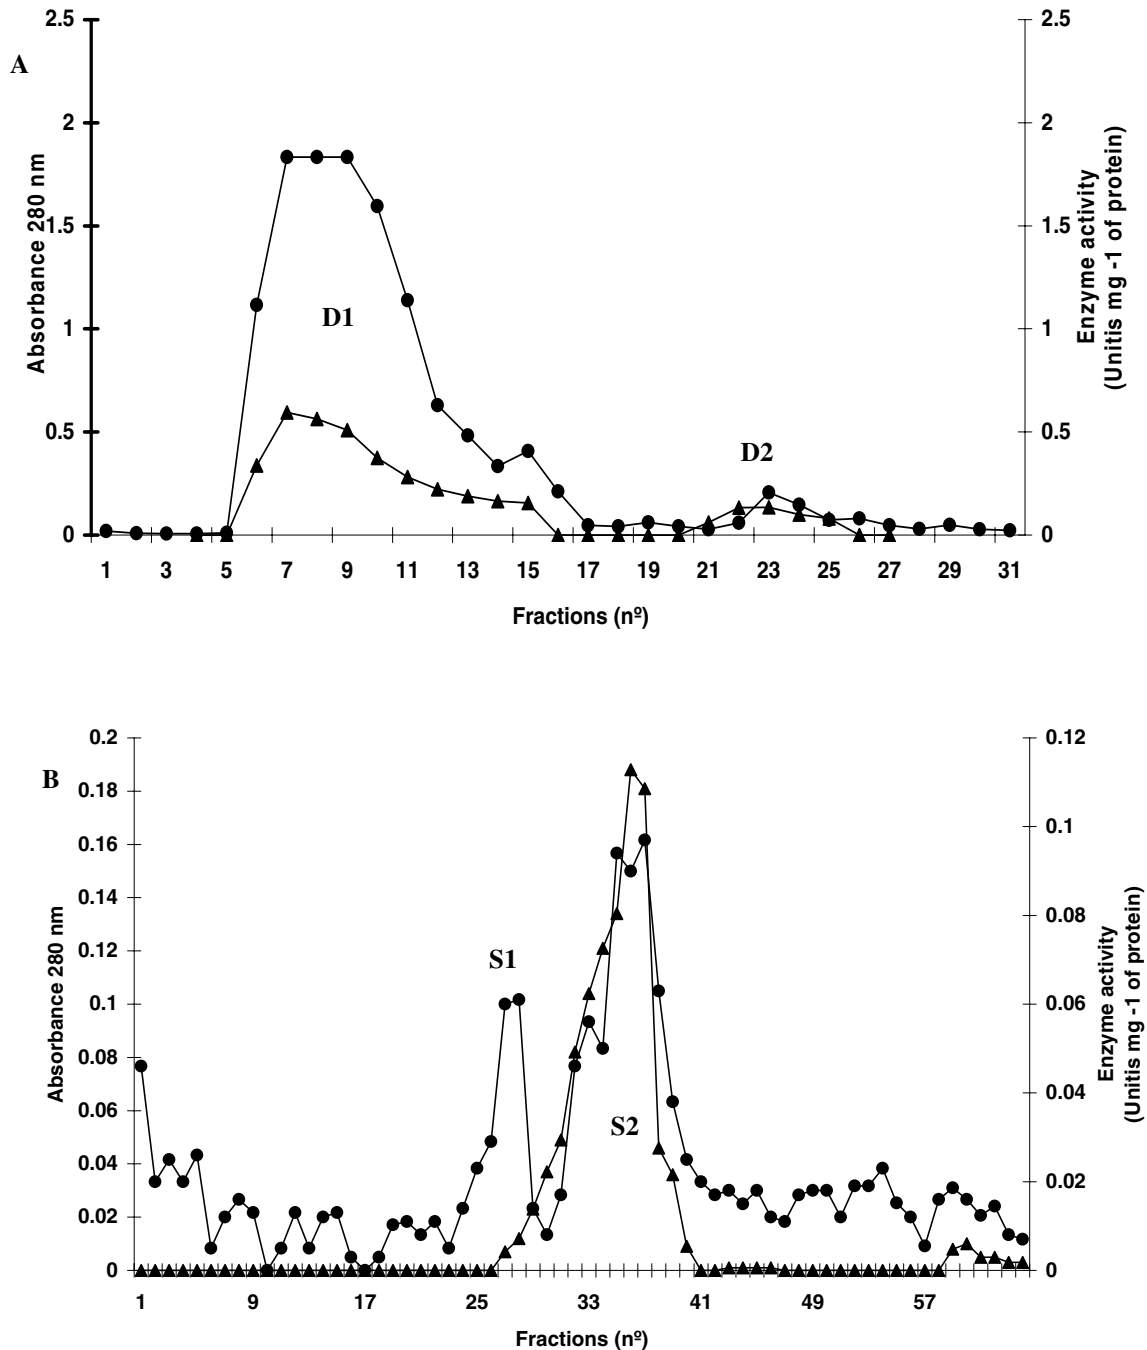 A
2.5
2
1.5
1
0.5
0
Absorbance 280 nm
D1
D2
2.5
2
1.5
1
0.5
0
Enzyme activity
(Unitis mg -1 of protein)
1 3 5 7 9 11 13 15 17 19 21 23 25 27 29 31
Fractions (nº)
B
0.2
0.18
0.16
0.14
0.12
0.1
0.08
0.06
0.04
0.02
0
Absorbance 280 nm
S1
S2
0.12
0.1
0.08
0.06
0.04
0.02
0
Enzyme activity
(Unitis mg -1 of protein)
1 9 17 25 33 41 49 57
Fractions (nº)